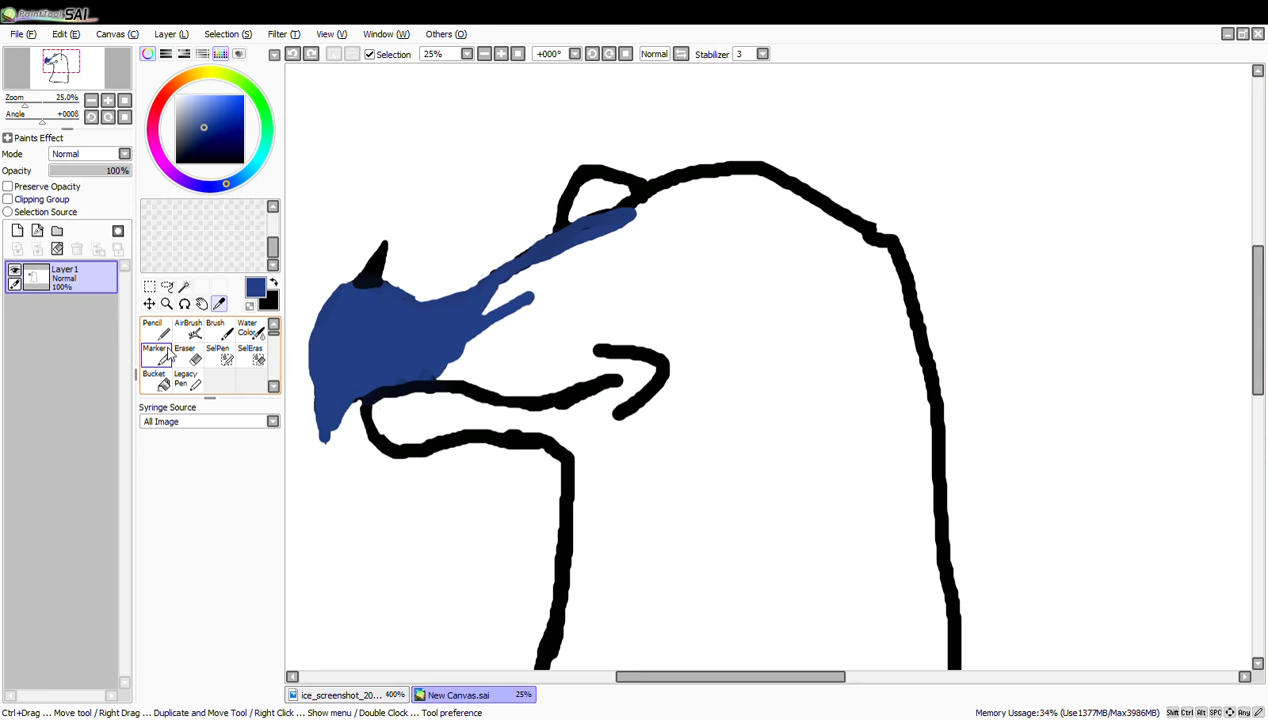 PaintTool SAI
File (F) Edit (E) Canvas (C) Layer (L) Selection (S) Filter (T) View (V) Window (W) Others (O)
Selection 25% +000° Normal Stabilizer 3
Zoom 25.0%
Angle +000ß
Paints Effect
Mode Normal
Opacity 100%
Preserve Opacity
Clipping Group
Selection Source
Layer1
Normal
100%
Pencil AirBrush Brush Water Color
Marker Eraser SelPen SelEras
Bucket Legacy Pen
Syringe Source
All Image
ice_screenshot_20... 400% New Canvas.sai 25%
Ctrl+Drag ... Move tool / Right Drag ... Duplicate and Move Tool / Right Click ... Show menu / Double Clock ... Tool preference Memory Usage:34% (Use1377MB/Max3986MB) Shift Ctrl Alt SPC Any